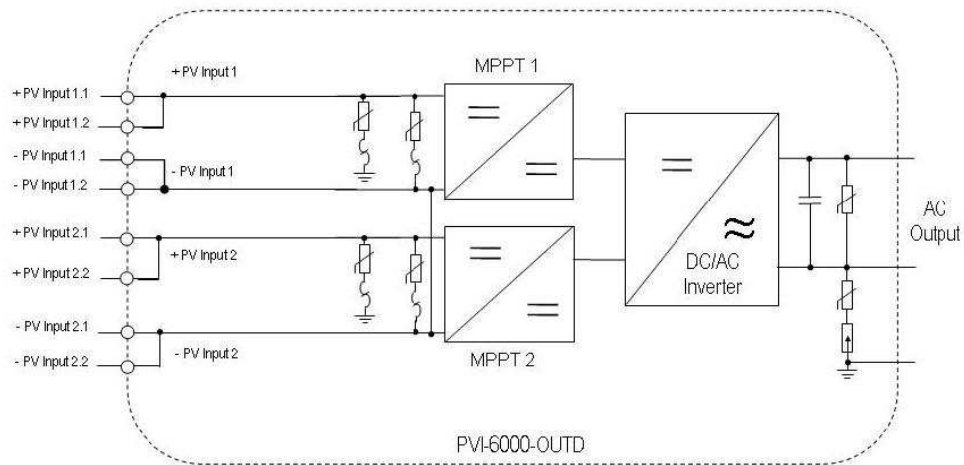 MPPT 1
+ PV Input 1
+ PV Input 1.1
+ PV Input 1.2
- PV Input 1.1
- PV Input 1
- PV Input 1.2
+ PV Input 2.1
+ PV Input 2
+ PV Input 2.2
- PV Input 2.1
- PV Input 2
- PV Input 2.2
MPPT 2
DC/AC
Inverter
AC
Output
PVI-6000-OUTD